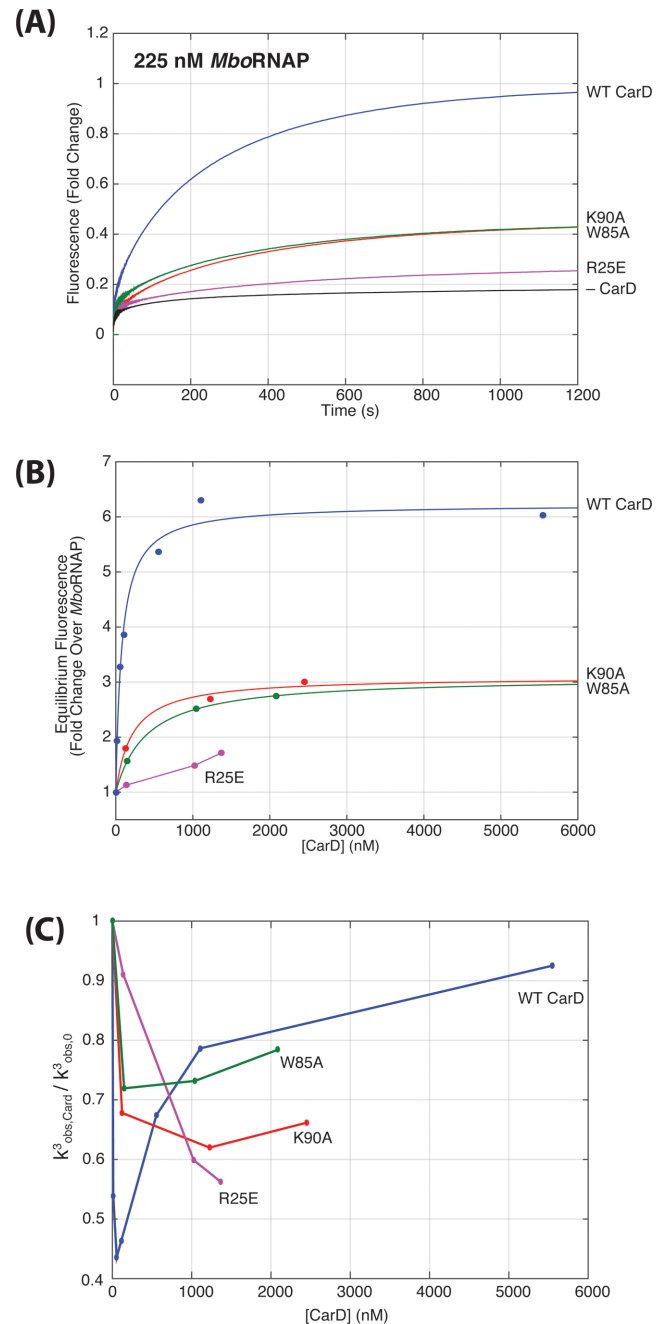 (A)
1.2
225 nM MboRNAP
1
WT CarD
0.8
0.6
K90A
0.4
W85A
R25E
0.2
– CarD
0
Fluorescence (Fold Change)
0 200 400 600 800 1000 1200
Time (s)
(B)
7
WT CarD
6
5
4
3
K90A
W85A
2
R25E
1
Equilibrium Fluorescence
(Fold Change Over MboRNAP)
0 1000 2000 3000 4000 5000 6000
[CarD] (nM)
(C)
1
0.9
WT CarD
0.8
W85A
0.7
K90A
0.6
R25E
0.5
0.4
k³obs,Card / k³obs,0
0 1000 2000 3000 4000 5000 6000
[CarD] (nM)